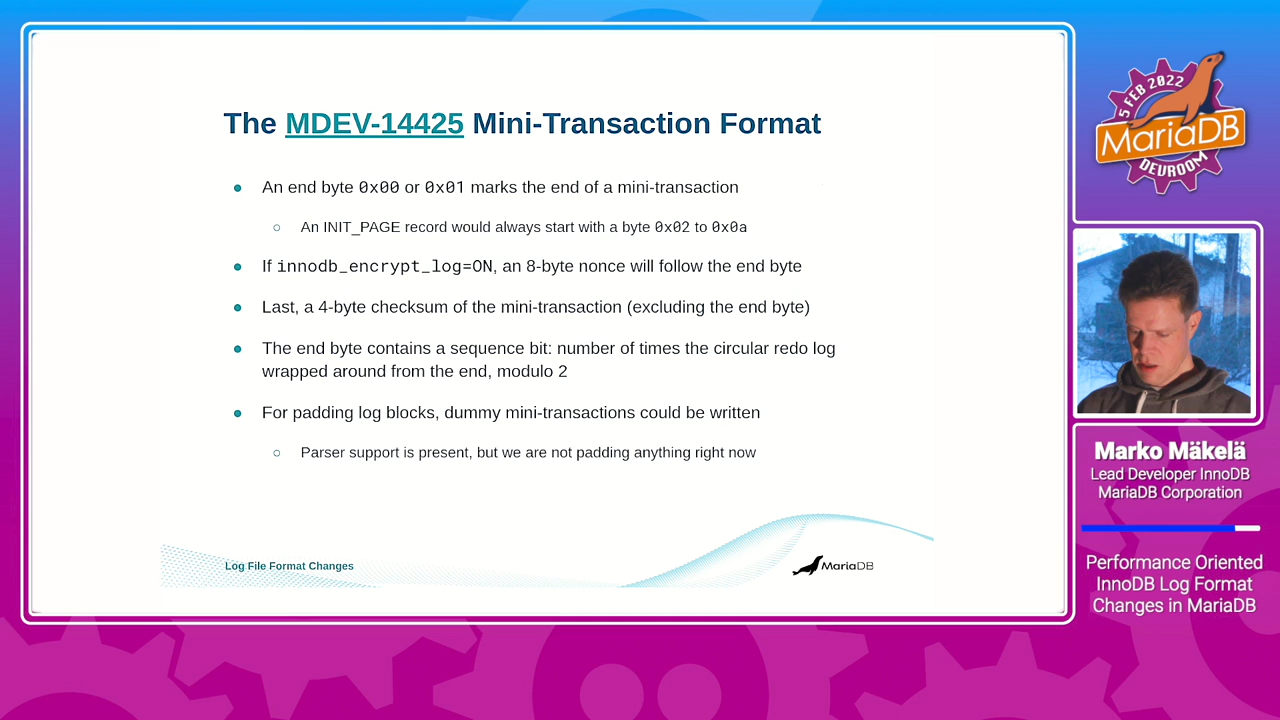 The MDEV-14425 Mini-Transaction Format
An end byte 0x00 or 0x01 marks the end of a mini-transaction
An INIT_PAGE record would always start with a byte 0x02 to 0x0a
If innodb_encrypt_log=ON, an 8-byte nonce will follow the end byte
Last, a 4-byte checksum of the mini-transaction (excluding the end byte)
The end byte contains a sequence bit: number of times the circular redo log
wrapped around from the end, modulo 2
For padding log blocks, dummy mini-transactions could be written
Parser support is present, but we are not padding anything right now
Log File Format Changes
MariaDB
5 FEB 2022
MariaDB
DEVROOM
Marko Mäkelä
Lead Developer InnoDB
MariaDB Corporation
Performance Oriented
InnoDB Log Format
Changes in MariaDB